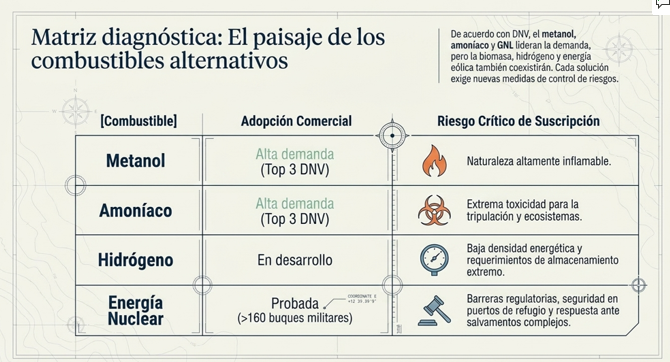 Matriz diagnóstica: El paisaje de los
combustibles alternativos
De acuerdo con DNV, el metanol,
amoníaco y GNL lideran la demanda,
pero la biomasa, hidrógeno y energía
eólica también coexistirán. Cada solución
exige nuevas medidas de control de riesgos.
[Combustible]
Adopción Comercial
Riesgo Crítico de Suscripción
Metanol
Alta demanda
(Top 3 DNV)
Naturaleza altamente inflamable.
Amoníaco
Alta demanda
(Top 3 DNV)
Extrema toxicidad para la
tripulación y ecosistemas.
Hidrógeno
En desarrollo
Baja densidad energética y
requerimientos de almacenamiento
extremo.
Energía
Nuclear
Probada
(>160 buques militares)
Barreras regulatorias, seguridad en
puertos de refugio y respuesta ante
salvamentos complejos.